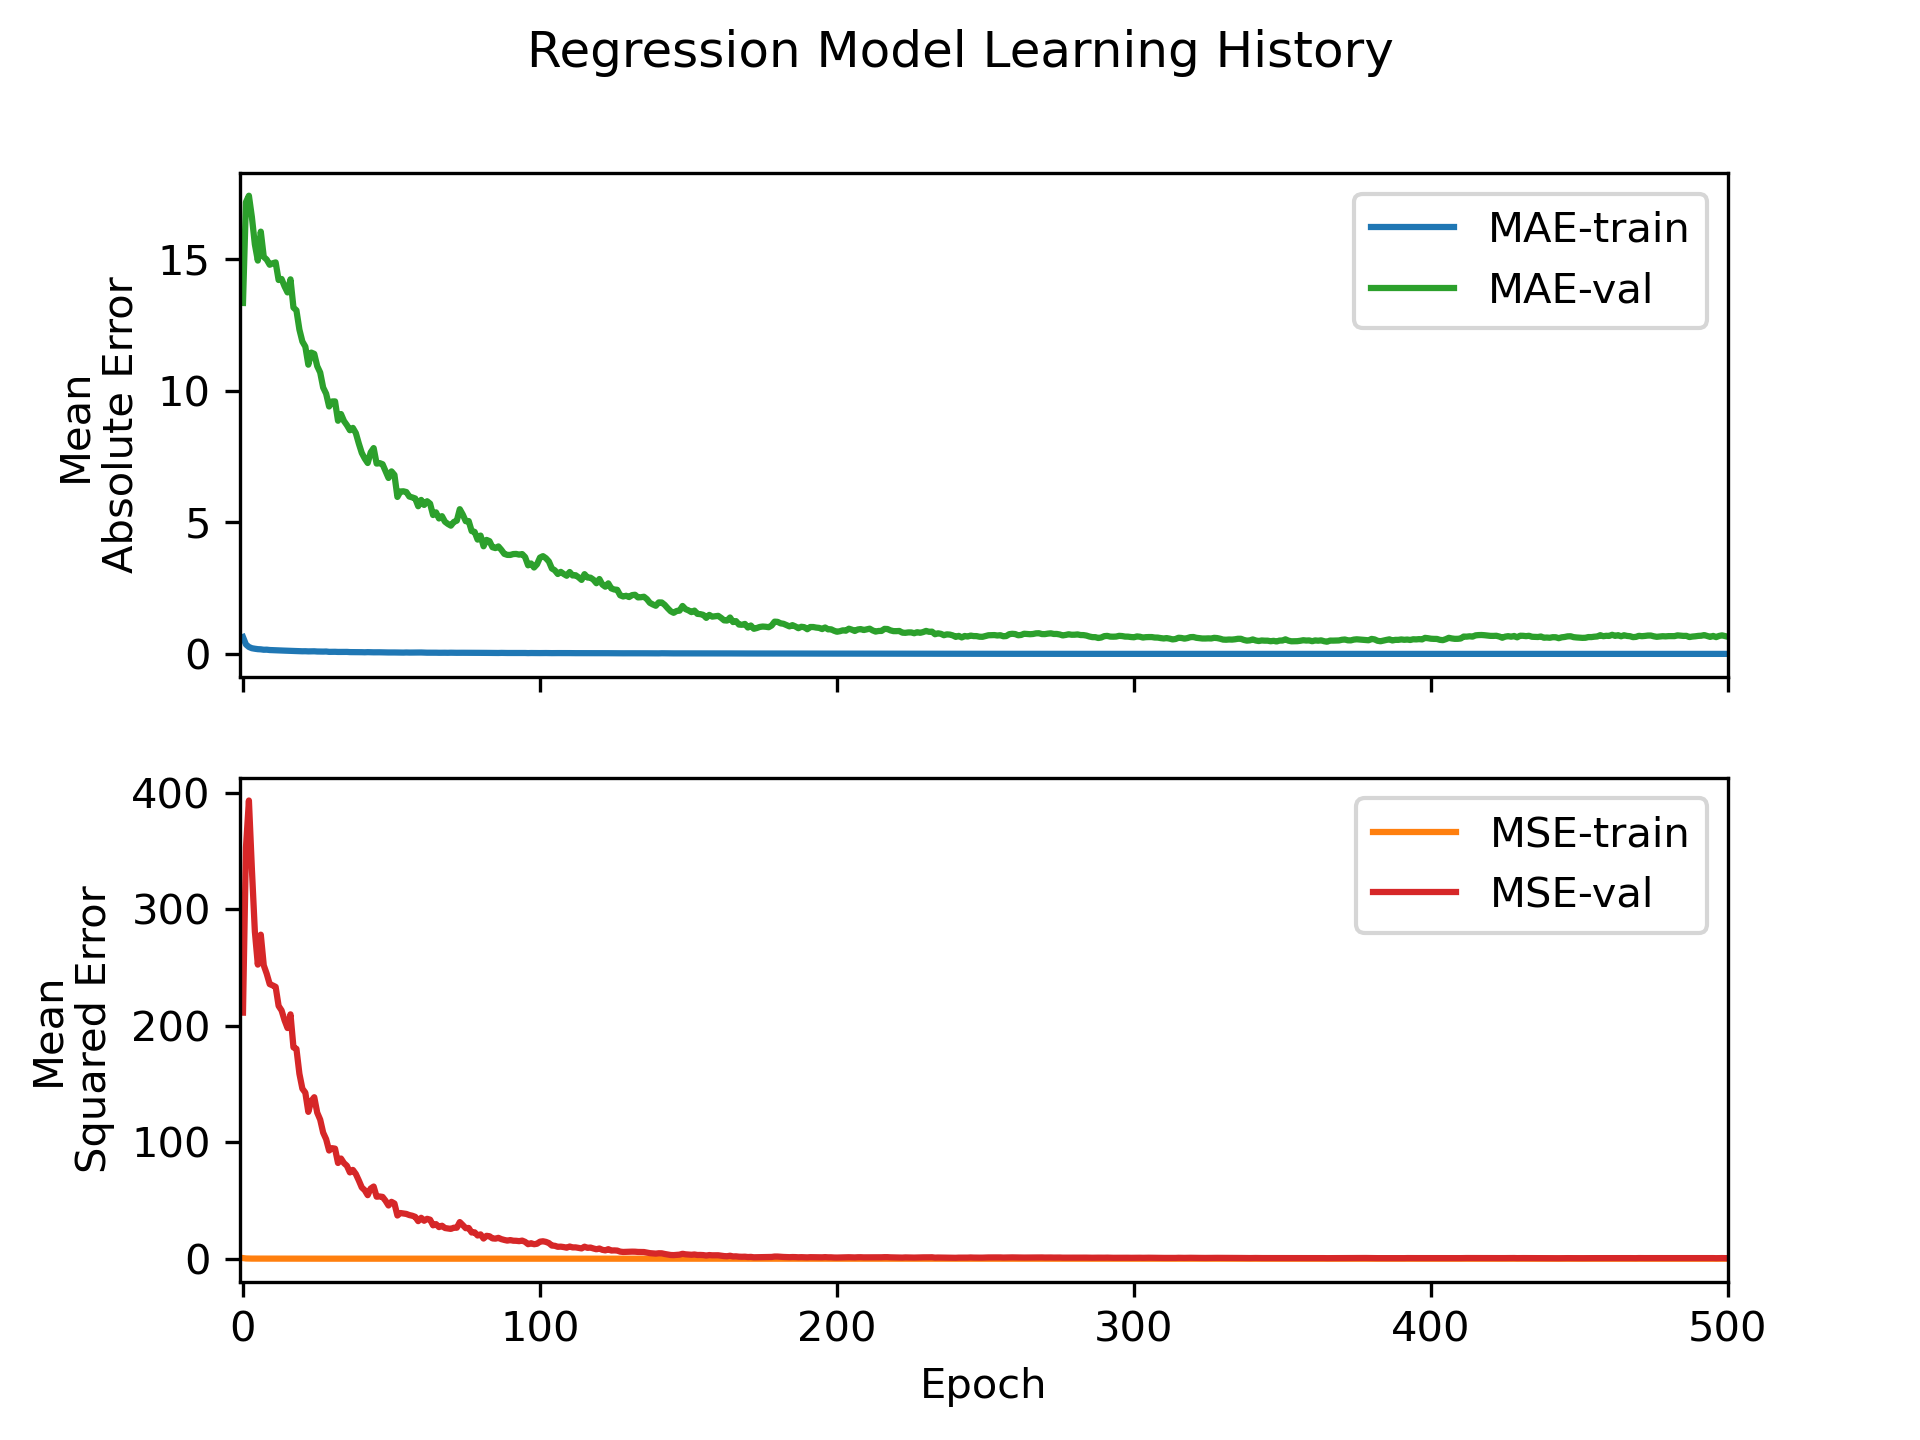 Regression Model Learning History
Mean
Absolute Error
15
10
5
0
MAE-train
MAE-val
Mean
Squared Error
400
300
200
100
0
MSE-train
MSE-val
0 100 200 300 400 500
Epoch